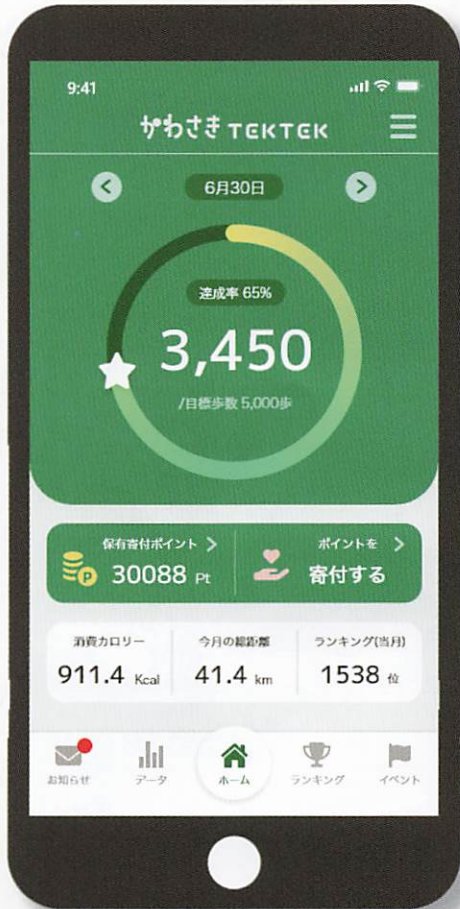 9:41
かわさき TEKTEK
6月30日
達成率 65%
3,450
/目標歩数 5,000歩
保有寄付ポイント
P 30088 Pt
ポイントを
寄付する
消費カロリー
911.4 Kcal
今月の総距離
41.4 km
ランキング(当月)
1538 位
お知らせ データ ホーム ランキング イベント